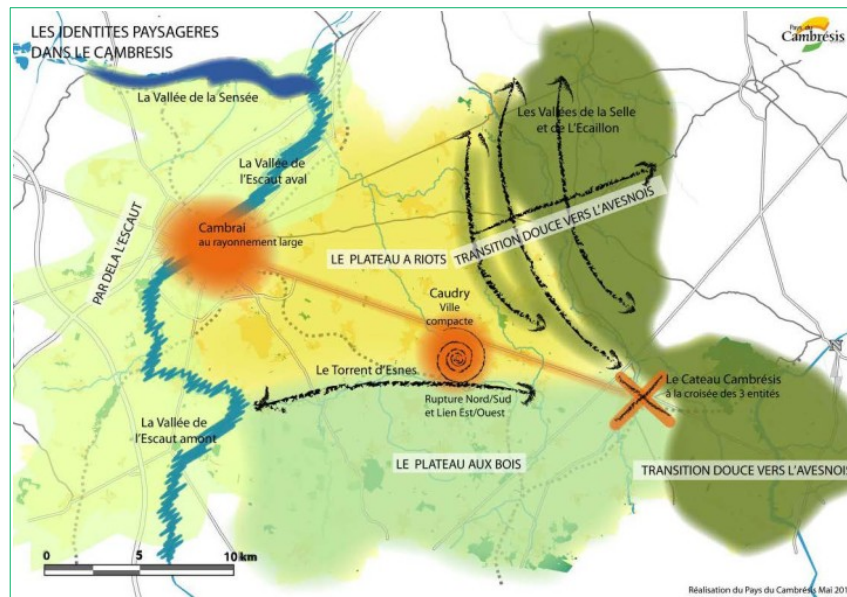 LES IDENTITES PAYSAGERES
DANS LE CAMBRESIS
Pays du
Cambrésis
La Vallée de la Sensée
Les Vallées de la Selle
et de L'Ecaillon
La Vallée de
l'Escaut aval
Cambrai
au rayonnement large
PAR DELA L'ESCAUT
LE PLATEAU A RIOTS
TRANSITION DOUCE VERS L'AVESNOIS
Caudry
Ville
compacte
Le Torrent d'Esnes
Rupture Nord/Sud
et Lien Est/Ouest
Le Cateau Cambrésis
à la croisée des 3 entités
La Vallée de
l'Escaut amont
LE PLATEAU AUX BOIS
TRANSITION DOUCE VERS L'AVESNOIS
0 5 10 km
Réalisation du Pays du Cambrésis Mai 201